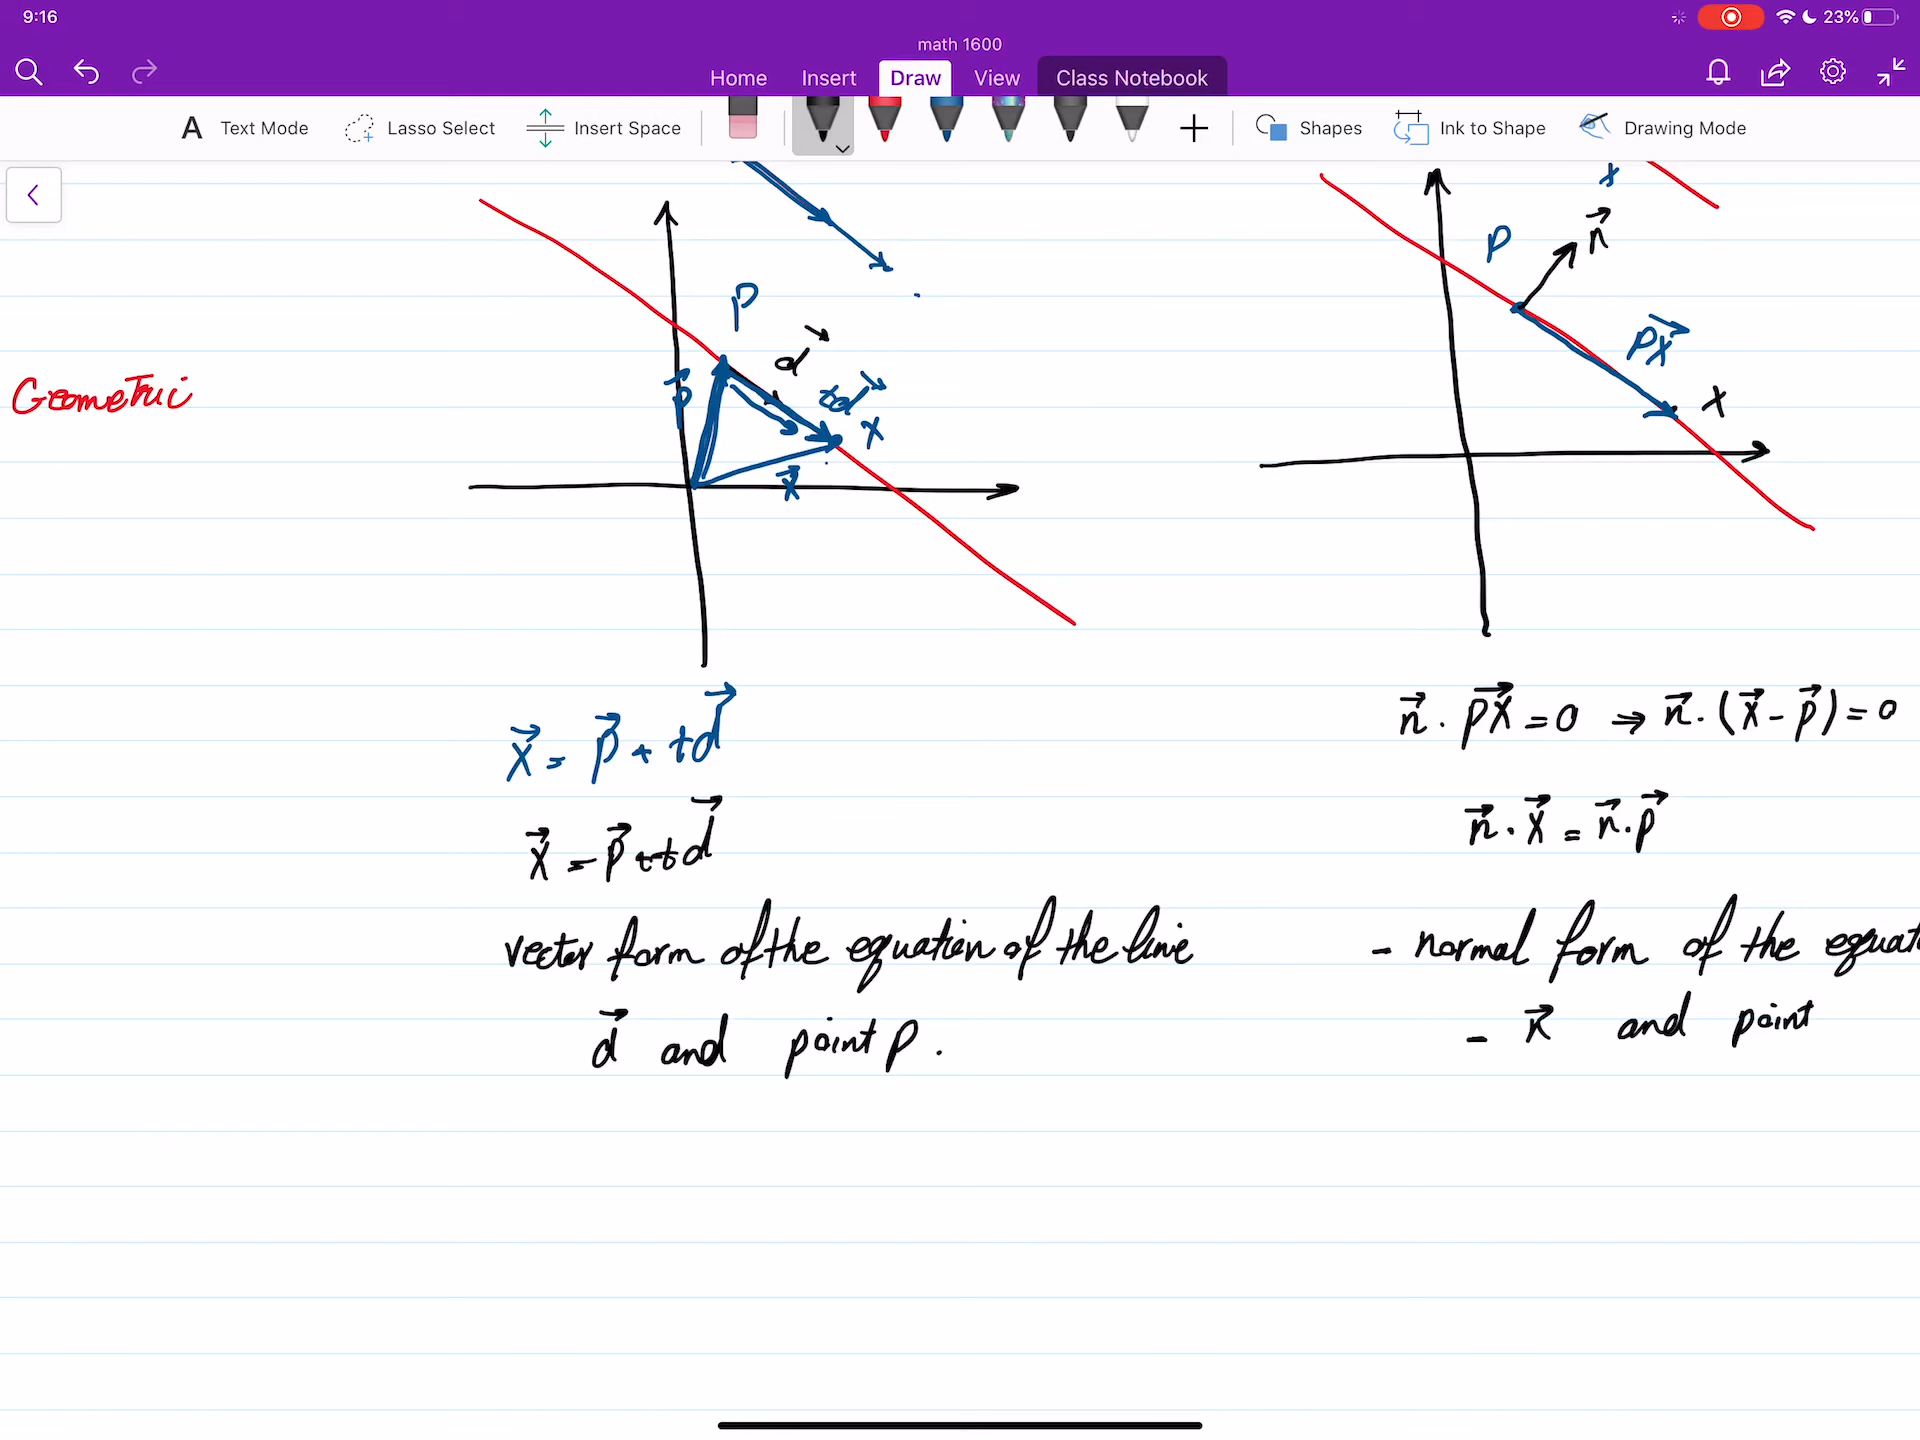 9:16
23%
math 1600
Home Insert Draw View Class Notebook
A Text Mode Lasso Select Insert Space Shapes Ink to Shape Drawing Mode
x
P
n⃗
P
d⃗
p⃗
td⃗
x
x⃗
PX⃗
X
Geometric
x⃗ = p⃗ + td⃗
x⃗ = p⃗ + td⃗
vector form of the equation of the line
d⃗ and point P.
n⃗ · PX⃗ = 0 ⇒ n⃗ · (x⃗ - p⃗) = 0
n⃗ · x⃗ = n⃗ · p⃗
- normal form of the equat
- n⃗ and point